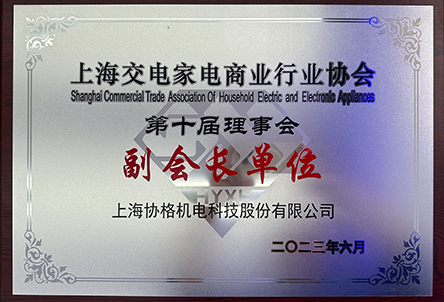 上海交电家电商业行业协会
Shanghai Commercial Trade Association Of Household Electric and Electronic Appliances
第十届理事会
副会长单位
HYXH
上海协格机电科技股份有限公司
二〇二三年六月